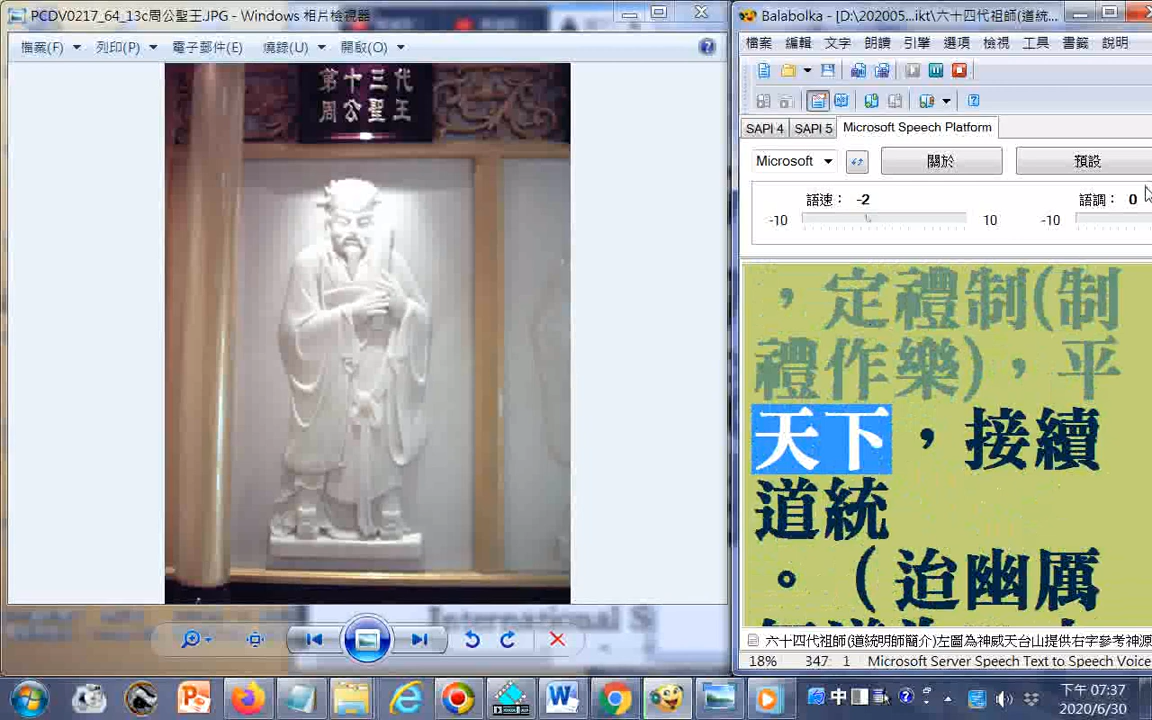 PCDV0217_64_13c周公聖王.JPG - Windows 相片檢視器
檔案(F) 列印(P) 電子郵件(E) 燒錄(U) 開啟(O)
第十三代
周公聖王
International S
Balabolka - [D:\202005...ikt\六十四代祖師(道統...
檔案 編輯 文字 朗讀 引擎 選項 檢視 工具 書籤 說明
SAPI 4 SAPI 5 Microsoft Speech Platform
Microsoft 關於 預設
語速: -2 語調: 0
-10 10 -10
,定禮制(制
禮作樂),平
天下,接續
道統
。(迨幽厲
六十四代祖師(道統明師簡介)左圖為神威天台山提供右字參考神源
18% 347: 1 Microsoft Server Speech Text to Speech Voice
中
下午 07:37
2020/6/30